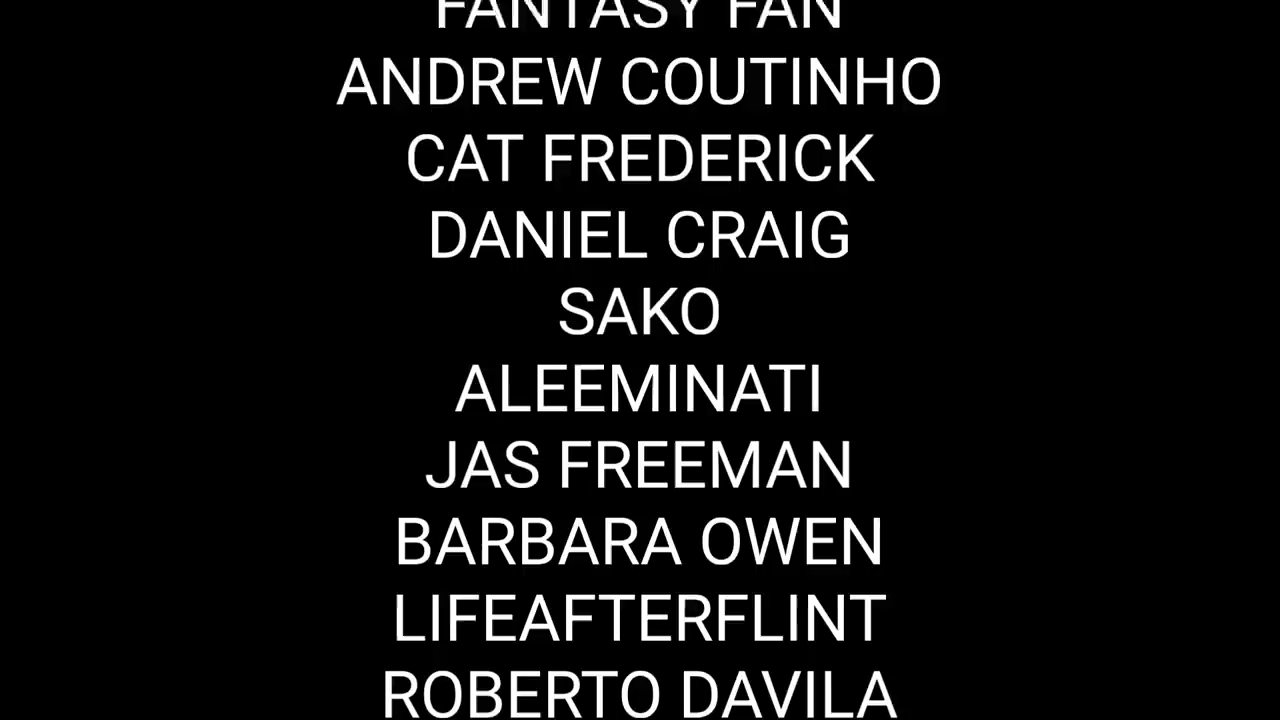 FANTASY FAN
ANDREW COUTINHO
CAT FREDERICK
DANIEL CRAIG
SAKO
ALEEMINATI
JAS FREEMAN
BARBARA OWEN
LIFEAFTERFLINT
ROBERTO DAVILA